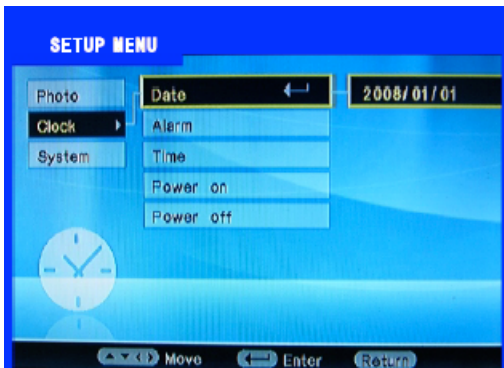 SETUP MENU
Photo
Clock
System
Date
Alarm
Time
Power on
Power off
2008/01/01
Move Enter Return